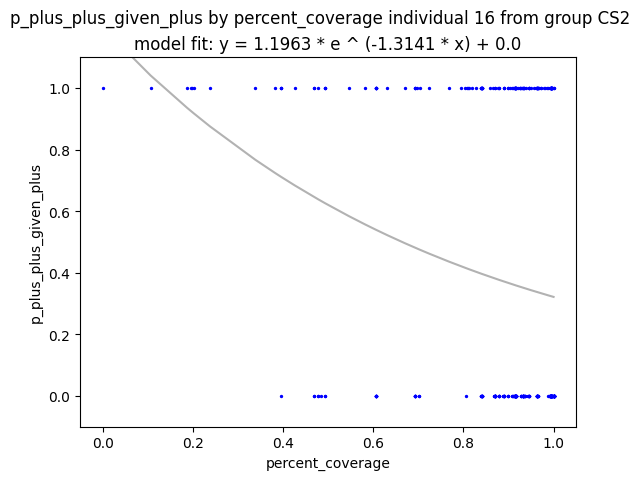 p_plus_plus_given_plus by percent_coverage individual 16 from group CS2
model fit: y = 1.1963 * e ^ (-1.3141 * x) + 0.0
1.0
0.8
0.6
0.4
0.2
0.0
p_plus_plus_given_plus
0.0 0.2 0.4 0.6 0.8 1.0
percent_coverage